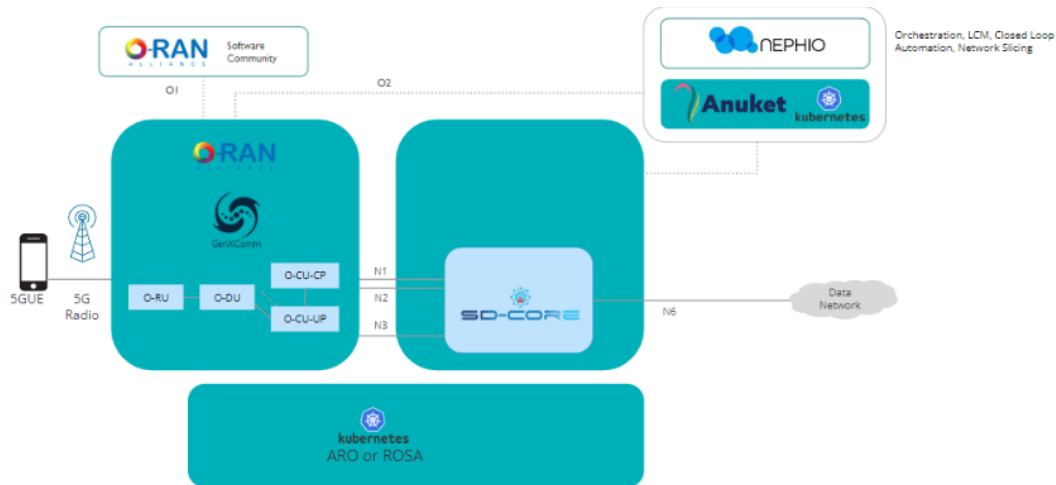 O-RAN
ALLIANCE
Software
Community
NEPHIO
Orchestration, LCM, Closed Loop
Automation, Network Slicing
Anuket
kubernetes
O1
O2
O-RAN
ALLIANCE
GenXComm
5GUE
5G
Radio
O-RU
O-DU
O-CU-CP
O-CU-UP
N1
N2
N3
SD-CORE
N6
Data
Network
kubernetes
ARO or ROSA